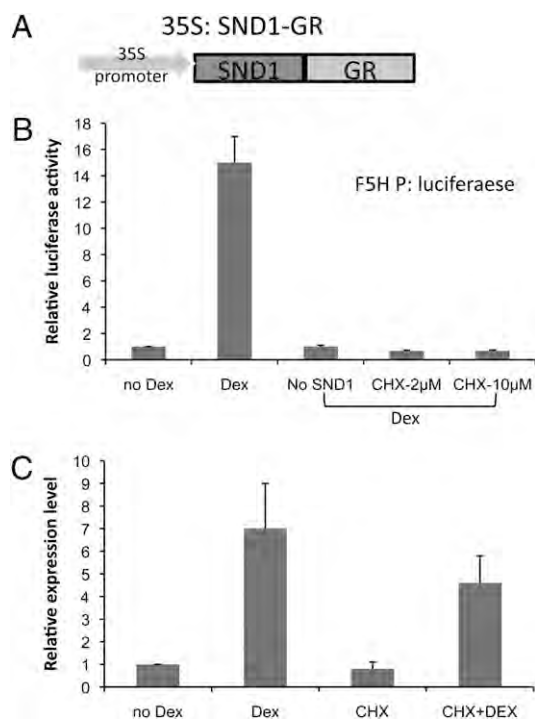 A
35S: SND1-GR
35S
promoter
SND1
GR
B
Relative luciferase activity
18
16
14
12
10
8
6
4
2
0
F5H P: luciferaese
no Dex
Dex
No SND1
CHX-2μM
CHX-10μM
Dex
C
Relative expression level
10
9
8
7
6
5
4
3
2
1
0
no Dex
Dex
CHX
CHX+DEX